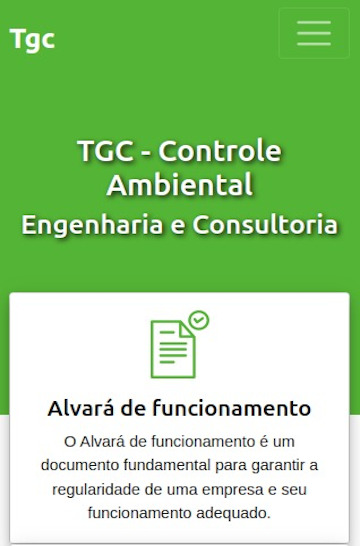 Tgc
TGC - Controle
Ambiental
Engenharia e Consultoria
Alvará de funcionamento
O Alvará de funcionamento é um
documento fundamental para garantir a
regularidade de uma empresa e seu
funcionamento adequado.